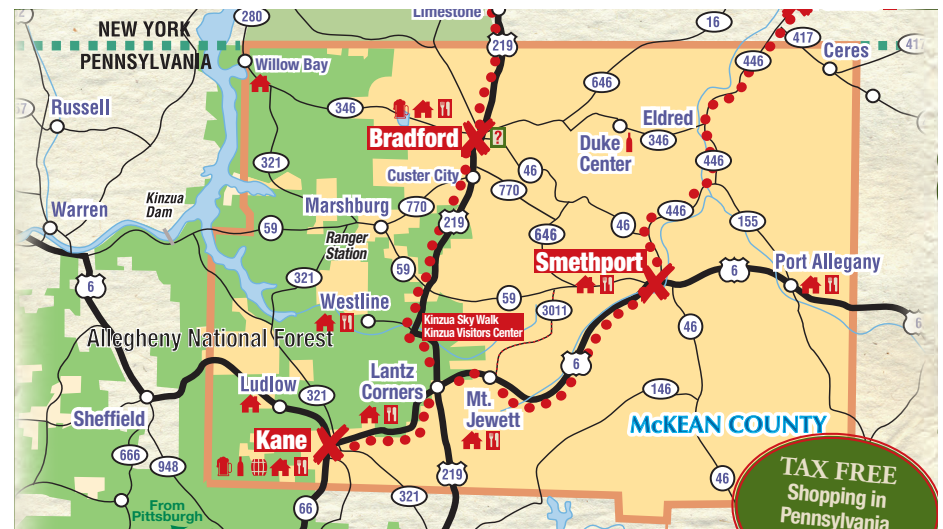 280
Limestone
16
417
417
NEW YORK
PENNSYLVANIA
219
446
Ceres
Willow Bay
646
Russell
346
Bradford
?
Eldred
Duke
Center
346
321
46
446
Custer City
770
Kinzua
Dam
Warren
Marshburg
770
219
446
155
59
Ranger
Station
646
46
59
Smethport
6
Port Allegany
6
321
59
3011
Westline
Kinzua Sky Walk
Kinzua Visitors Center
46
6
Allegheny National Forest
6
Ludlow
321
Lantz
Corners
Mt.
Jewett
146
Sheffield
McKEAN COUNTY
Kane
666
948
219
46
TAX FREE
Shopping in
Pennsylvania
321
66
From
Pittsburgh